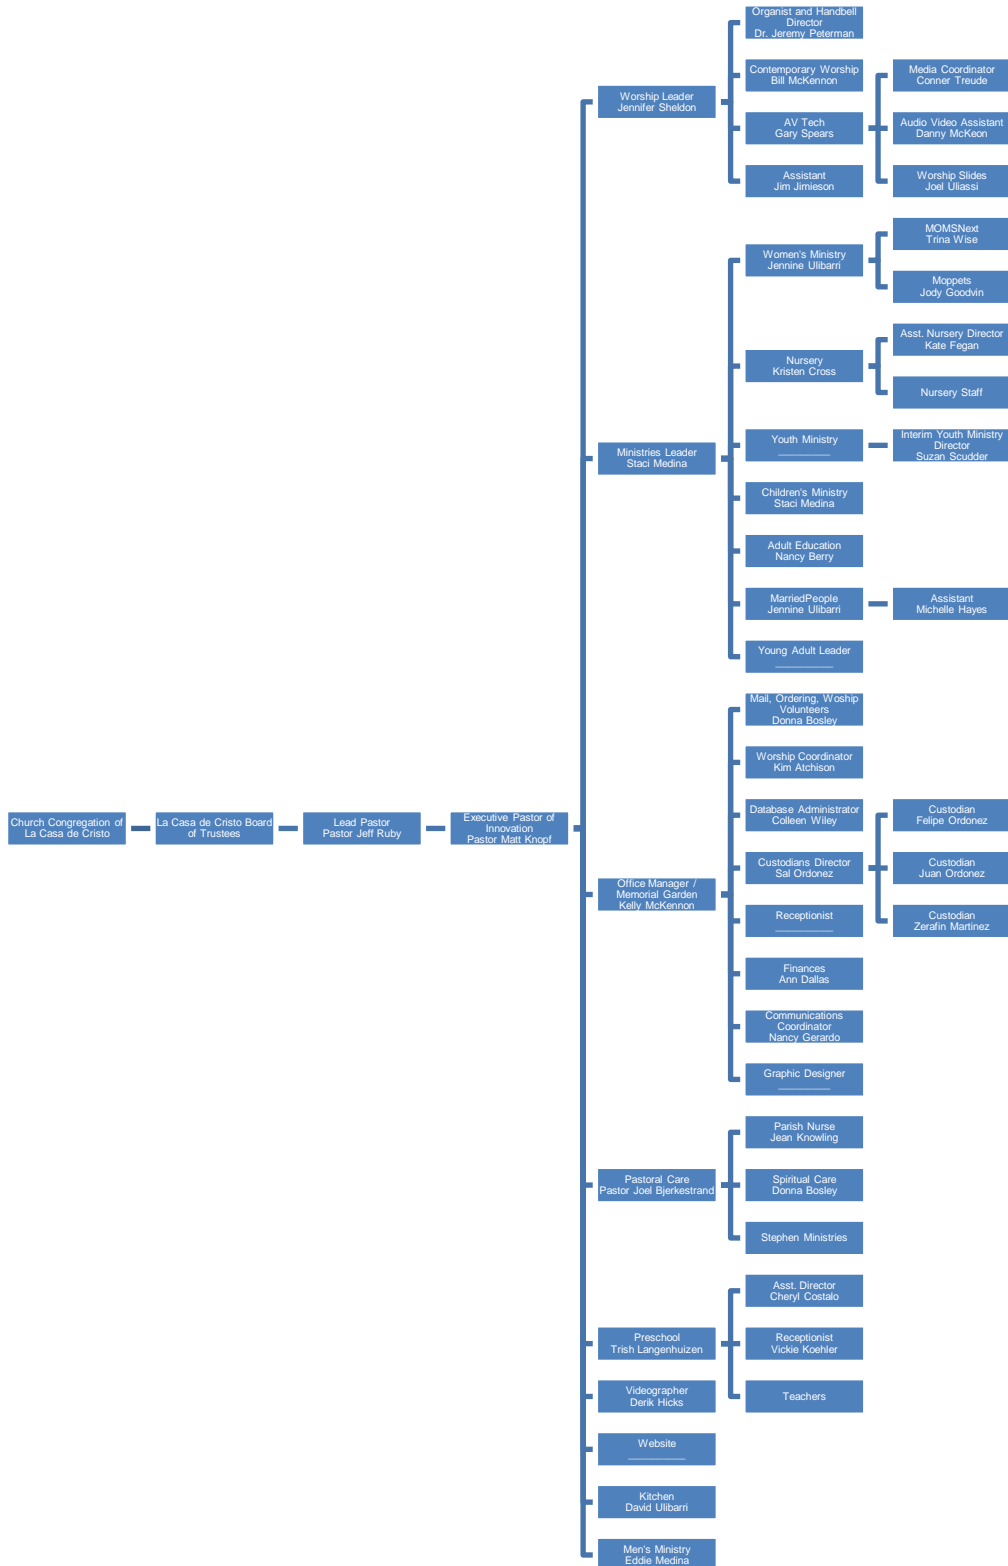 Organist and Handbell
Director
Dr. Jeremy Peterman
Contemporary Worship
Bill McKennon
Media Coordinator
Conner Treude
Worship Leader
Jennifer Sheldon
AV Tech
Gary Spears
Audio Video Assistant
Danny McKeon
Assistant
Jim Jimieson
Worship Slides
Joel Uliassi
MOMSNext
Trina Wise
Women's Ministry
Jennine Ulibarri
Moppets
Jody Goodvin
Asst. Nursery Director
Kate Fegan
Nursery
Kristen Cross
Nursery Staff
Ministries Leader
Staci Medina
Youth Ministry
_________
Interim Youth Ministry
Director
Suzan Scudder
Children's Ministry
Staci Medina
Adult Education
Nancy Berry
MarriedPeople
Jennine Ulibarri
Assistant
Michelle Hayes
Young Adult Leader
__________
Mail, Ordering, Woship
Volunteers
Donna Bosley
Worship Coordinator
Kim Atchison
Church Congregation of
La Casa de Cristo
La Casa de Cristo Board
of Trustees
Lead Pastor
Pastor Jeff Ruby
Executive Pastor of
Innovation
Pastor Matt Knopf
Database Administrator
Colleen Wiley
Custodian
Felipe Ordonez
Office Manager /
Memorial Garden
Kelly McKennon
Custodians Director
Sal Ordonez
Custodian
Juan Ordonez
Receptionist
__________
Custodian
Zerafin Martinez
Finances
Ann Dallas
Communications
Coordinator
Nancy Gerardo
Graphic Designer
_________
Parish Nurse
Jean Knowling
Pastoral Care
Pastor Joel Bjerkestrand
Spiritual Care
Donna Bosley
Stephen Ministries
Asst. Director
Cheryl Costalo
Preschool
Trish Langenhuizen
Receptionist
Vickie Koehler
Videographer
Derik Hicks
Teachers
Website
__________
Kitchen
David Ulibarri
Men's Ministry
Eddie Medina